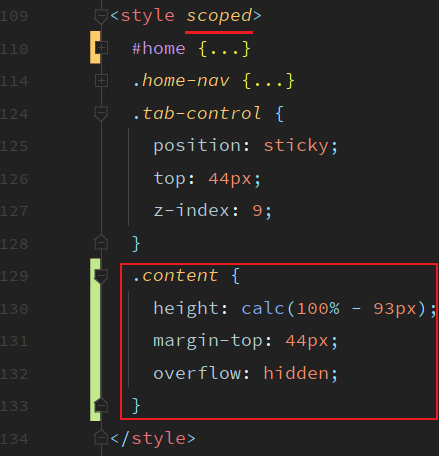 109 <style scoped>
110 #home {...}
114 .home-nav {...}
124 .tab-control {
125 position: sticky;
126 top: 44px;
127 z-index: 9;
128 }
129 .content {
130 height: calc(100% - 93px);
131 margin-top: 44px;
132 overflow: hidden;
133 }
134 </style>